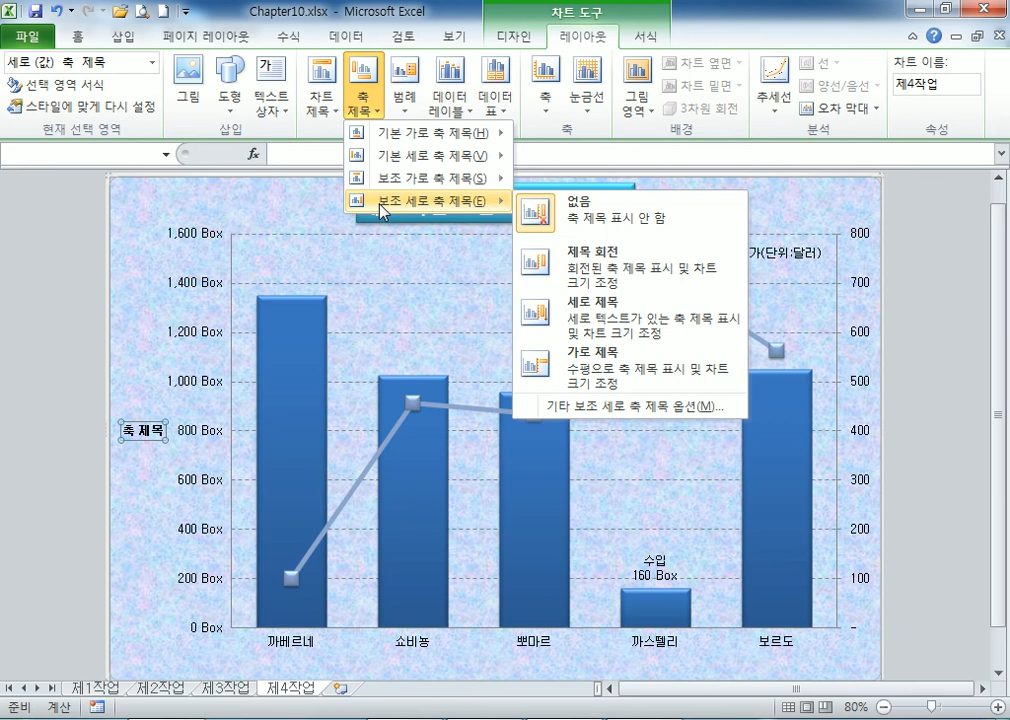 Chapter10.xlsx - Microsoft Excel
차트 도구
파일 홈 삽입 페이지 레이아웃 수식 데이터 검토 보기 디자인 레이아웃 서식
세로 (값) 축 제목
선택 영역 서식
스타일에 맞게 다시 설정
현재 선택 영역
그림
도형
텍스트
상자
삽입
차트
제목
축
제목
범례
데이터
레이블
데이터
표
축
눈금선
축
그림
영역
차트 옆면
차트 밑면
3차원 회전
배경
추세선
선
양선/음선
오차 막대
분석
차트 이름:
제4작업
속성
fx
기본 가로 축 제목(H)
기본 세로 축 제목(V)
보조 가로 축 제목(S)
보조 세로 축 제목(E)
없음
축 제목 표시 안 함
제목 회전
회전된 축 제목 표시 및 차트
크기 조정
세로 제목
세로 텍스트가 있는 축 제목 표시
및 차트 크기 조정
가로 제목
수평으로 축 제목 표시 및 차트
크기 조정
기타 보조 세로 축 제목 옵션(M)...
가(단위:달러)
축 제목
1,600 Box
1,400 Box
1,200 Box
1,000 Box
800 Box
600 Box
400 Box
200 Box
0 Box
800
700
600
500
400
300
200
100
-
수입
160 Box
까베르네 쇼비뇽 뽀마르 까스뗄리 보르도
제1작업 제2작업 제3작업 제4작업
준비 계산 80%